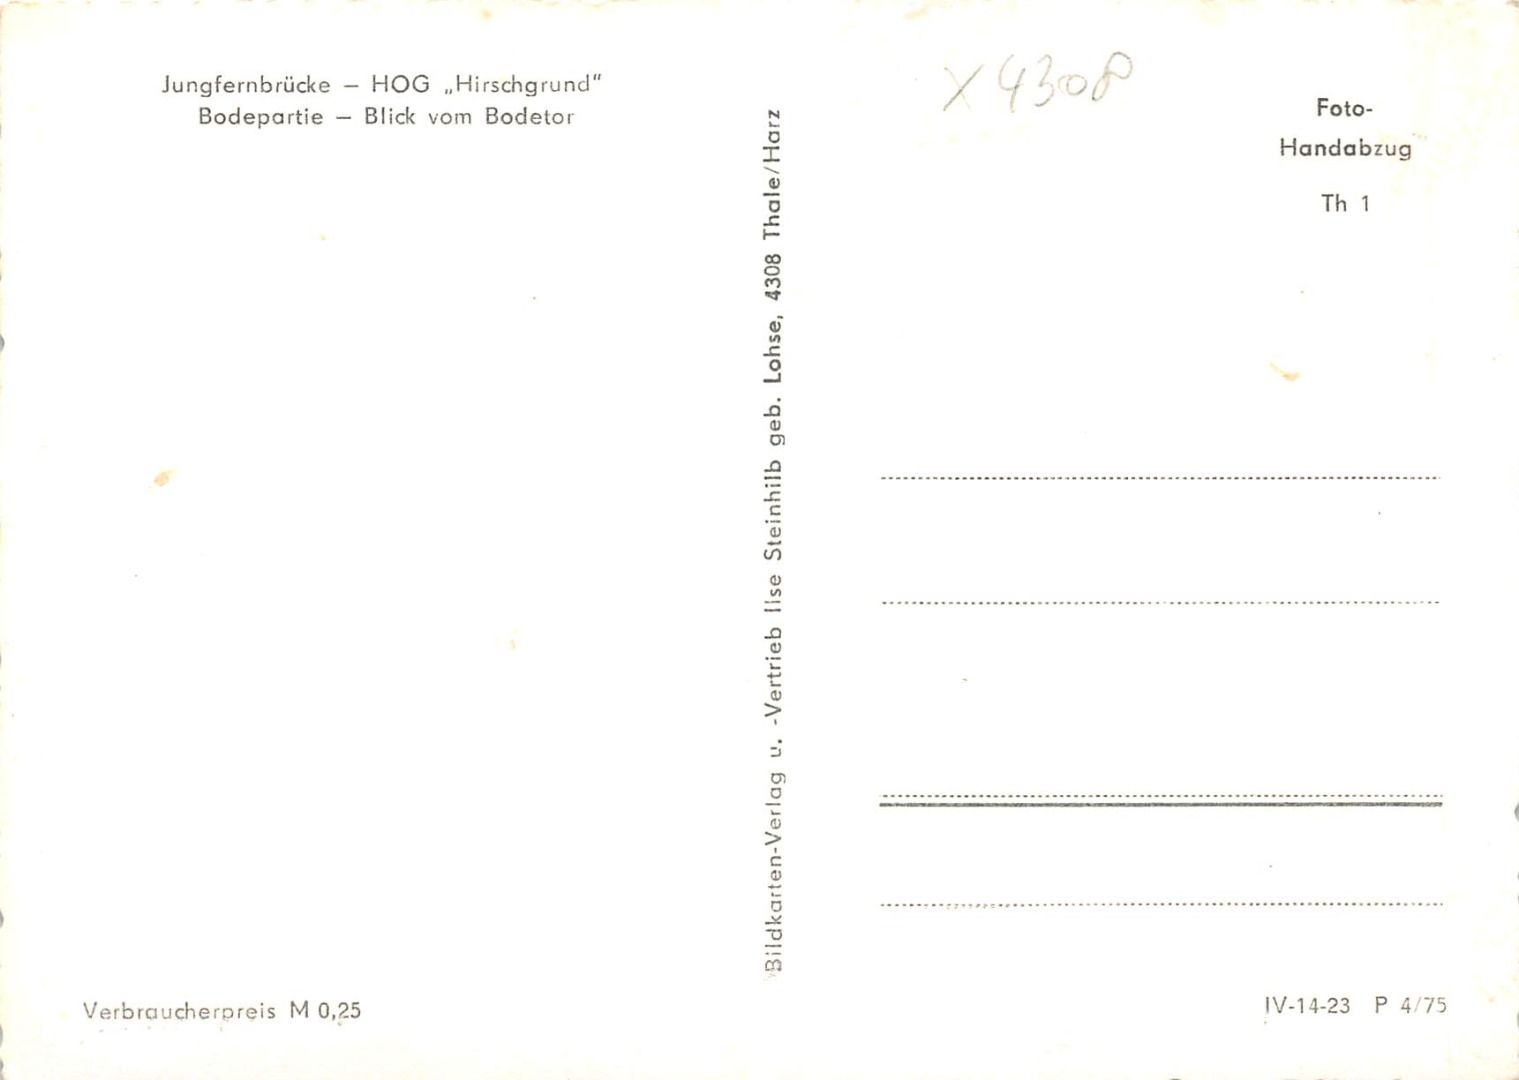 Jungfernbrücke – HOG „Hirschgrund"
Bodepartie – Blick vom Bodetor
Verbraucherpreis M 0,25
Bildkarten-Verlag u. -Vertrieb Ilse Steinhilb geb. Lohse, 4308 Thale/Harz
X 4308
Foto-
Handabzug
Th 1
IV-14-23 P 4/75